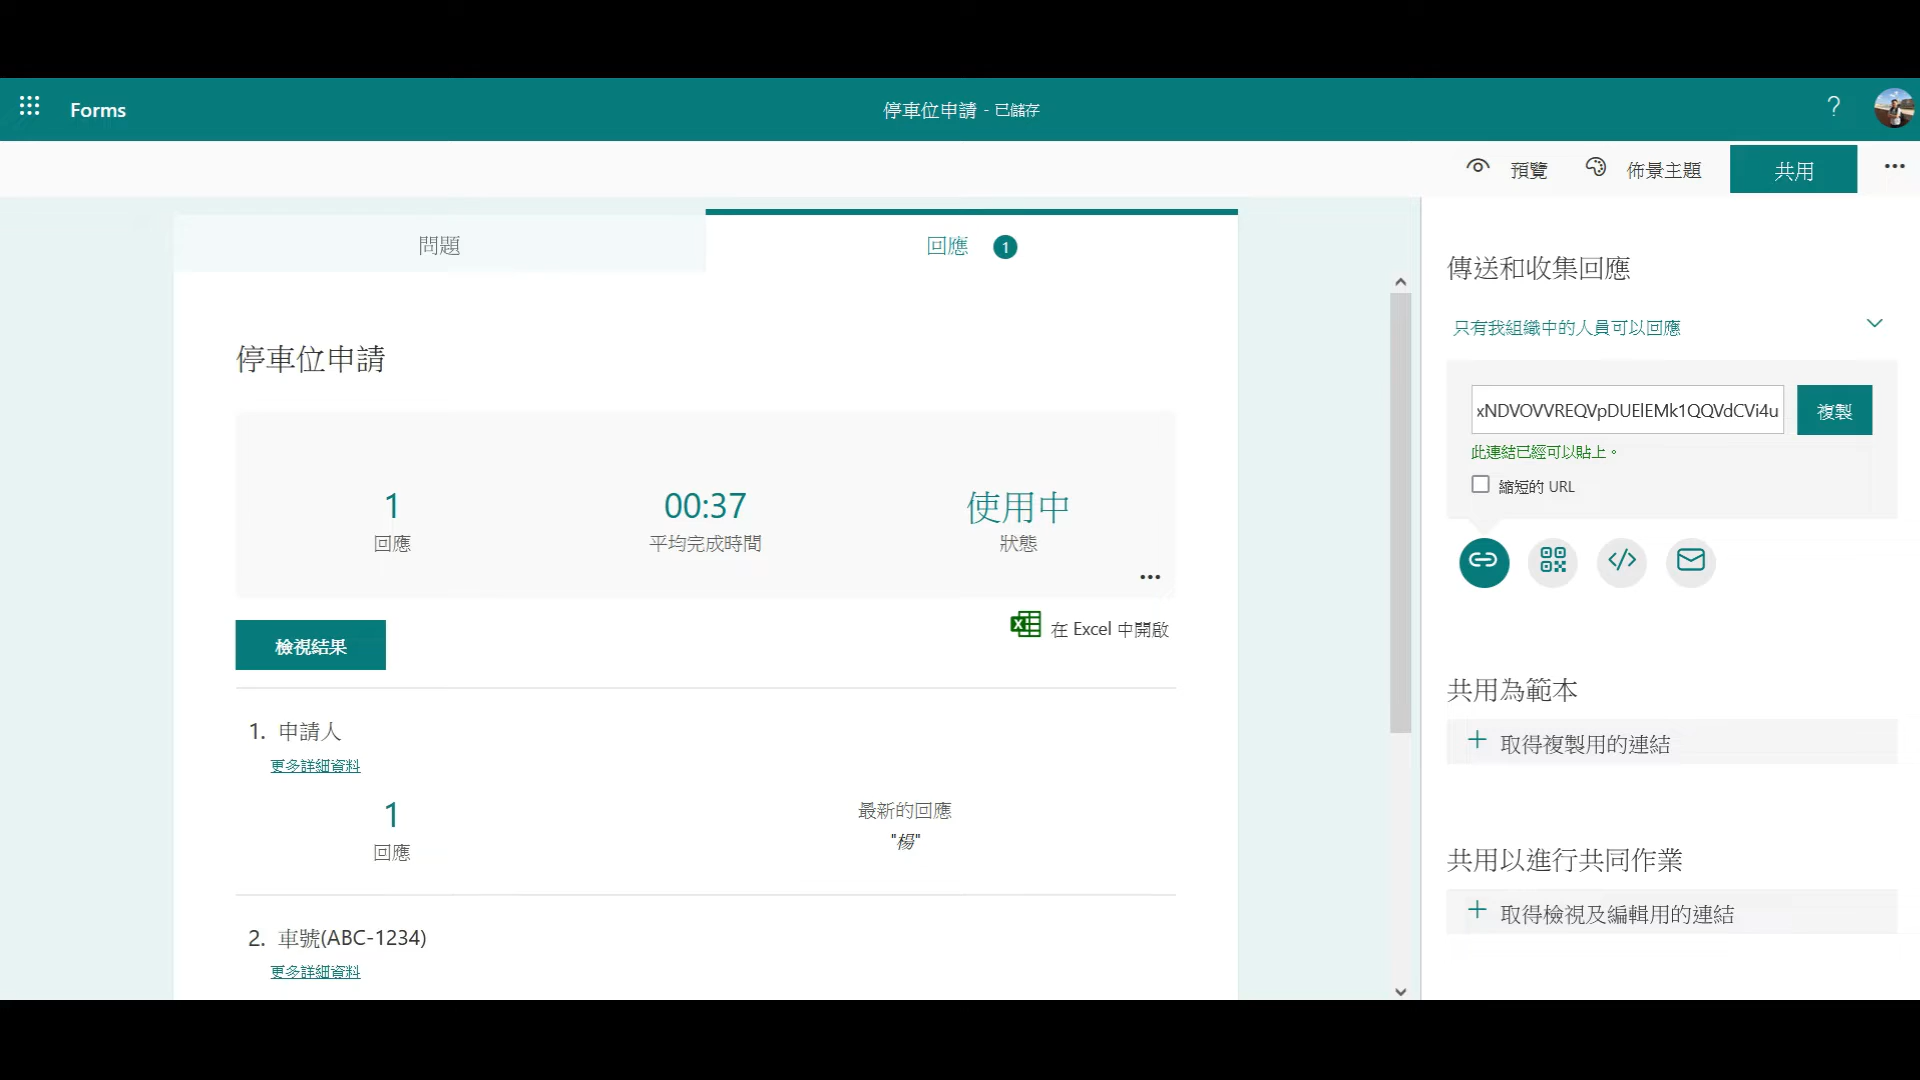 Forms
停車位申請 - 已儲存
?
預覽
佈景主題
共用
問題
回應 1
停車位申請
1
回應
00:37
平均完成時間
使用中
狀態
檢視結果
在 Excel 中開啟
1. 申請人
更多詳細資料
1
回應
最新的回應
"楊"
2. 車號(ABC-1234)
更多詳細資料
傳送和收集回應
只有我組織中的人員可以回應
xNDVOVVREQVpDUElEMk1QQVdCVi4u
複製
此連結已經可以貼上。
縮短的 URL
共用為範本
取得複製用的連結
共用以進行共同作業
取得檢視及編輯用的連結